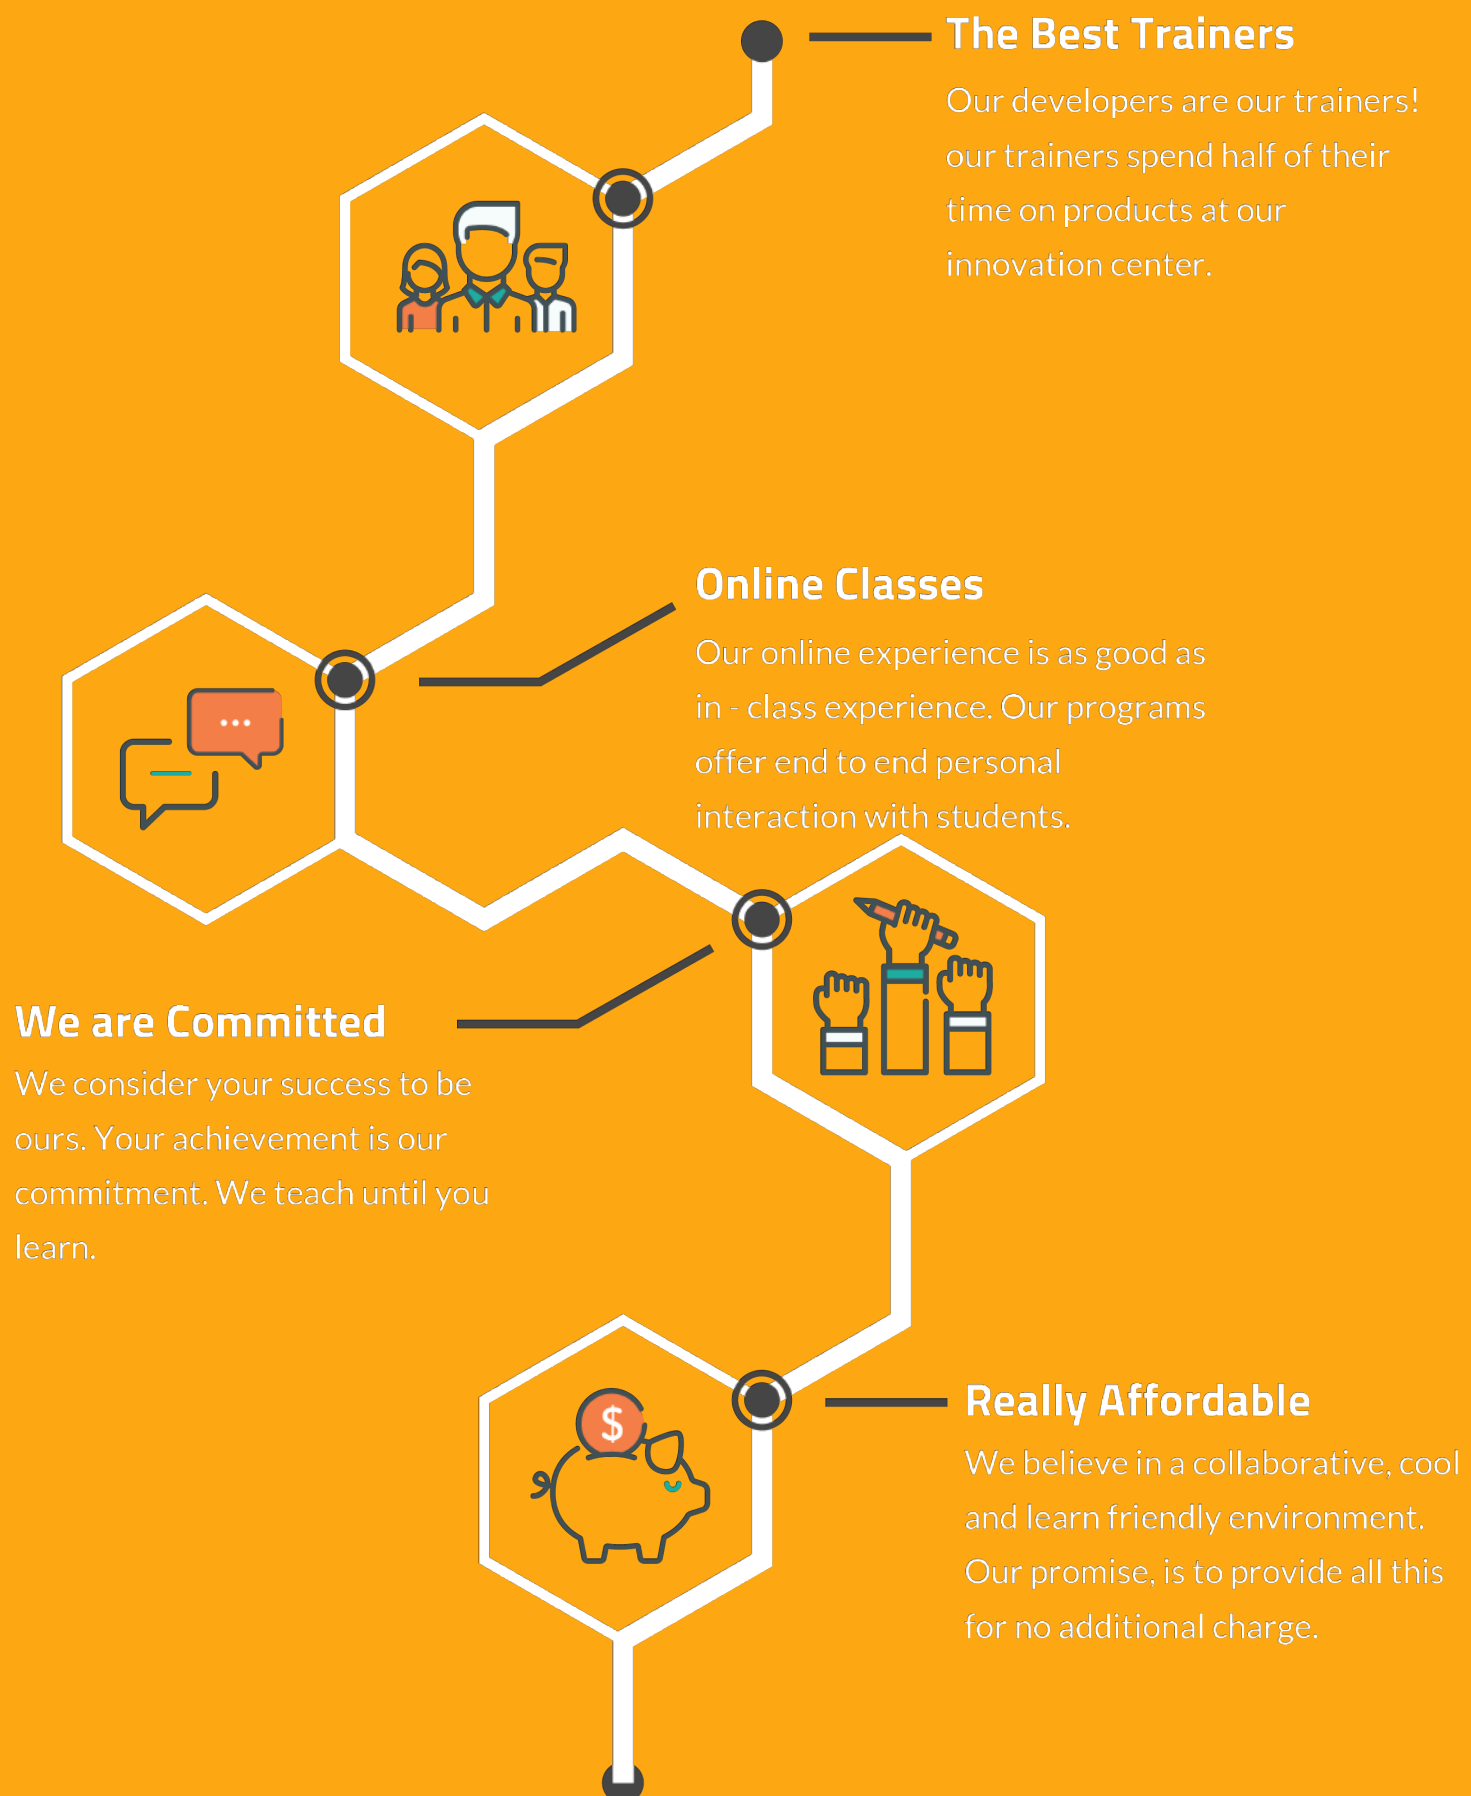 The Best Trainers
Our developers are our trainers!
our trainers spend half of their
time on products at our
innovation center.
Online Classes
Our online experience is as good as
in - class experience. Our programs
offer end to end personal
interaction with students.
We are Committed
We consider your success to be
ours. Your achievement is our
commitment. We teach until you
learn.
$
Really Affordable
We believe in a collaborative, cool
and learn friendly environment.
Our promise, is to provide all this
for no additional charge.